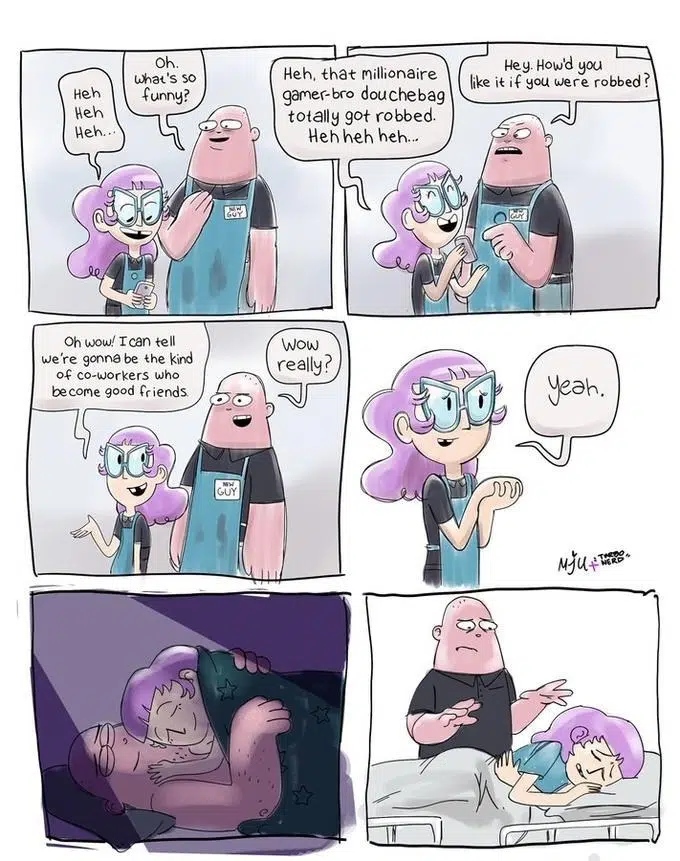 Heh
Heh
Heh...
Oh.
What's so
funny?
NEW
GUY
Heh, that millionaire
gamer-bro douchebag
totally got robbed.
Heh heh heh...
Hey. How'd you
like it if you were robbed?
NEW
GUY
Oh wow! I can tell
we're gonna be the kind
of co-workers who
become good friends.
Wow
really?
NEW
GUY
Yeah.
MJU+
TURBO
NERD